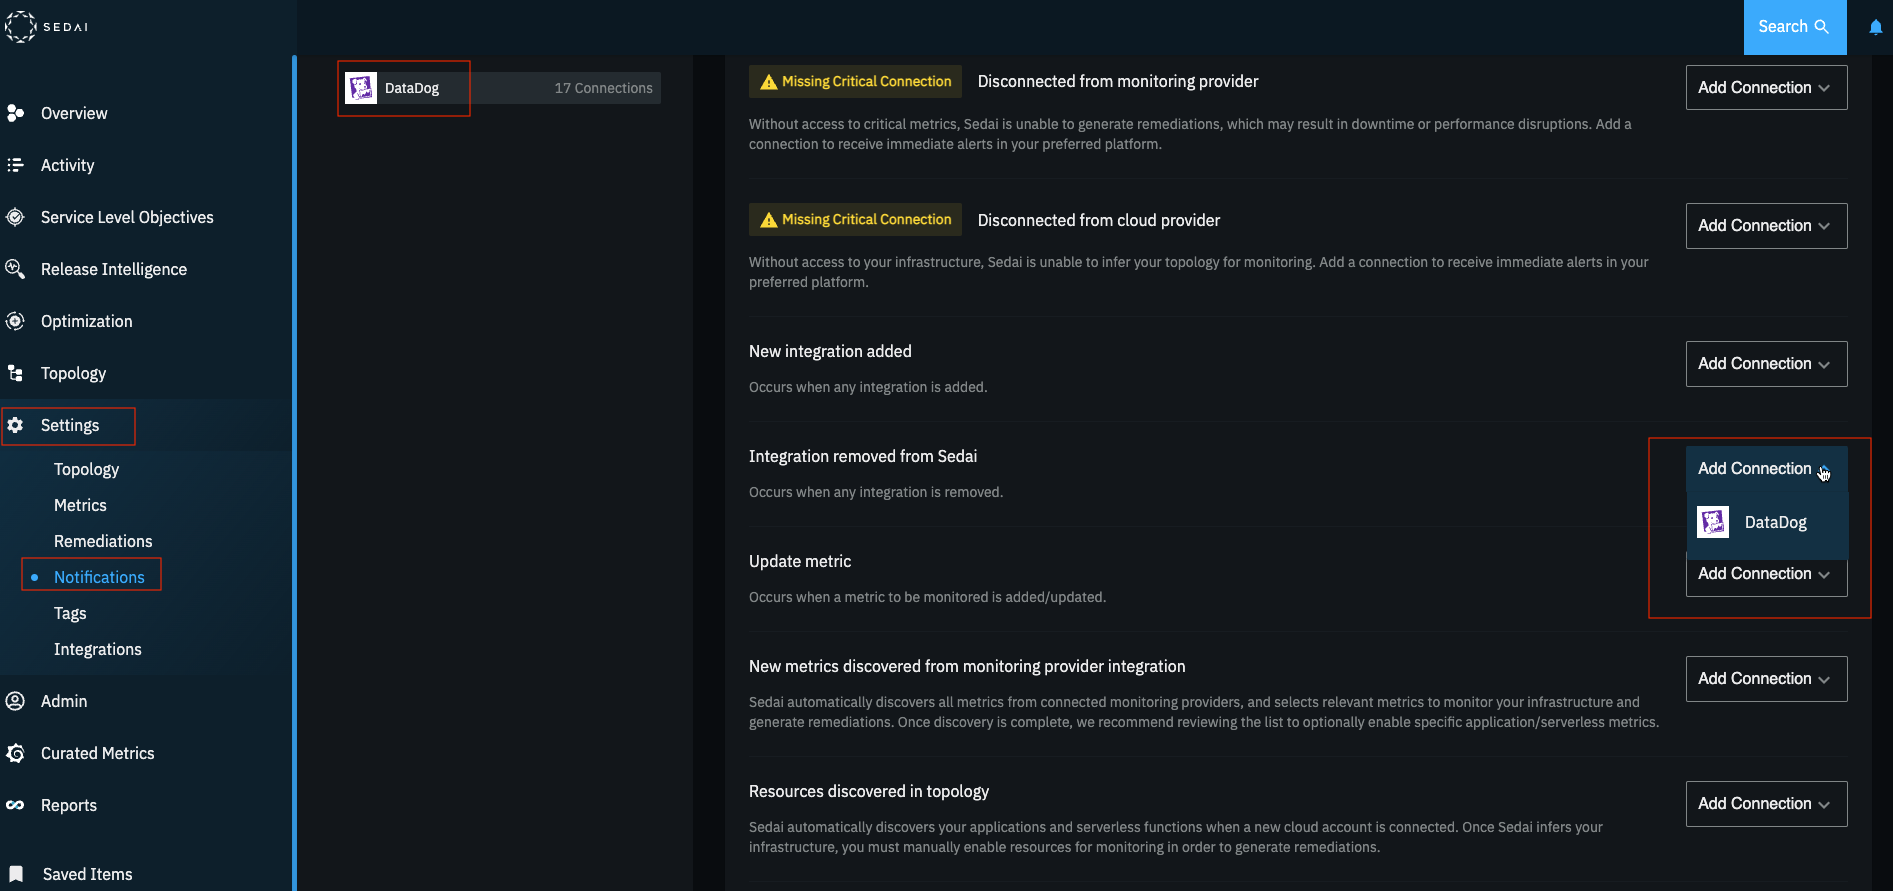 SEDAI
Search
Overview
Activity
Service Level Objectives
Release Intelligence
Optimization
Topology
Settings
Topology
Metrics
Remediations
Notifications
Tags
Integrations
Admin
Curated Metrics
Reports
Saved Items
DataDog
17 Connections
Missing Critical Connection
Disconnected from monitoring provider
Add Connection
Without access to critical metrics, Sedai is unable to generate remediations, which may result in downtime or performance disruptions. Add a
connection to receive immediate alerts in your preferred platform.
Missing Critical Connection
Disconnected from cloud provider
Add Connection
Without access to your infrastructure, Sedai is unable to infer your topology for monitoring. Add a connection to receive immediate alerts in your
preferred platform.
New integration added
Add Connection
Occurs when any integration is added.
Integration removed from Sedai
Add Connection
Occurs when any integration is removed.
DataDog
Update metric
Add Connection
Occurs when a metric to be monitored is added/updated.
New metrics discovered from monitoring provider integration
Add Connection
Sedai automatically discovers all metrics from connected monitoring providers, and selects relevant metrics to monitor your infrastructure and
generate remediations. Once discovery is complete, we recommend reviewing the list to optionally enable specific application/serverless metrics.
Resources discovered in topology
Add Connection
Sedai automatically discovers your applications and serverless functions when a new cloud account is connected. Once Sedai infers your
infrastructure, you must manually enable resources for monitoring in order to generate remediations.